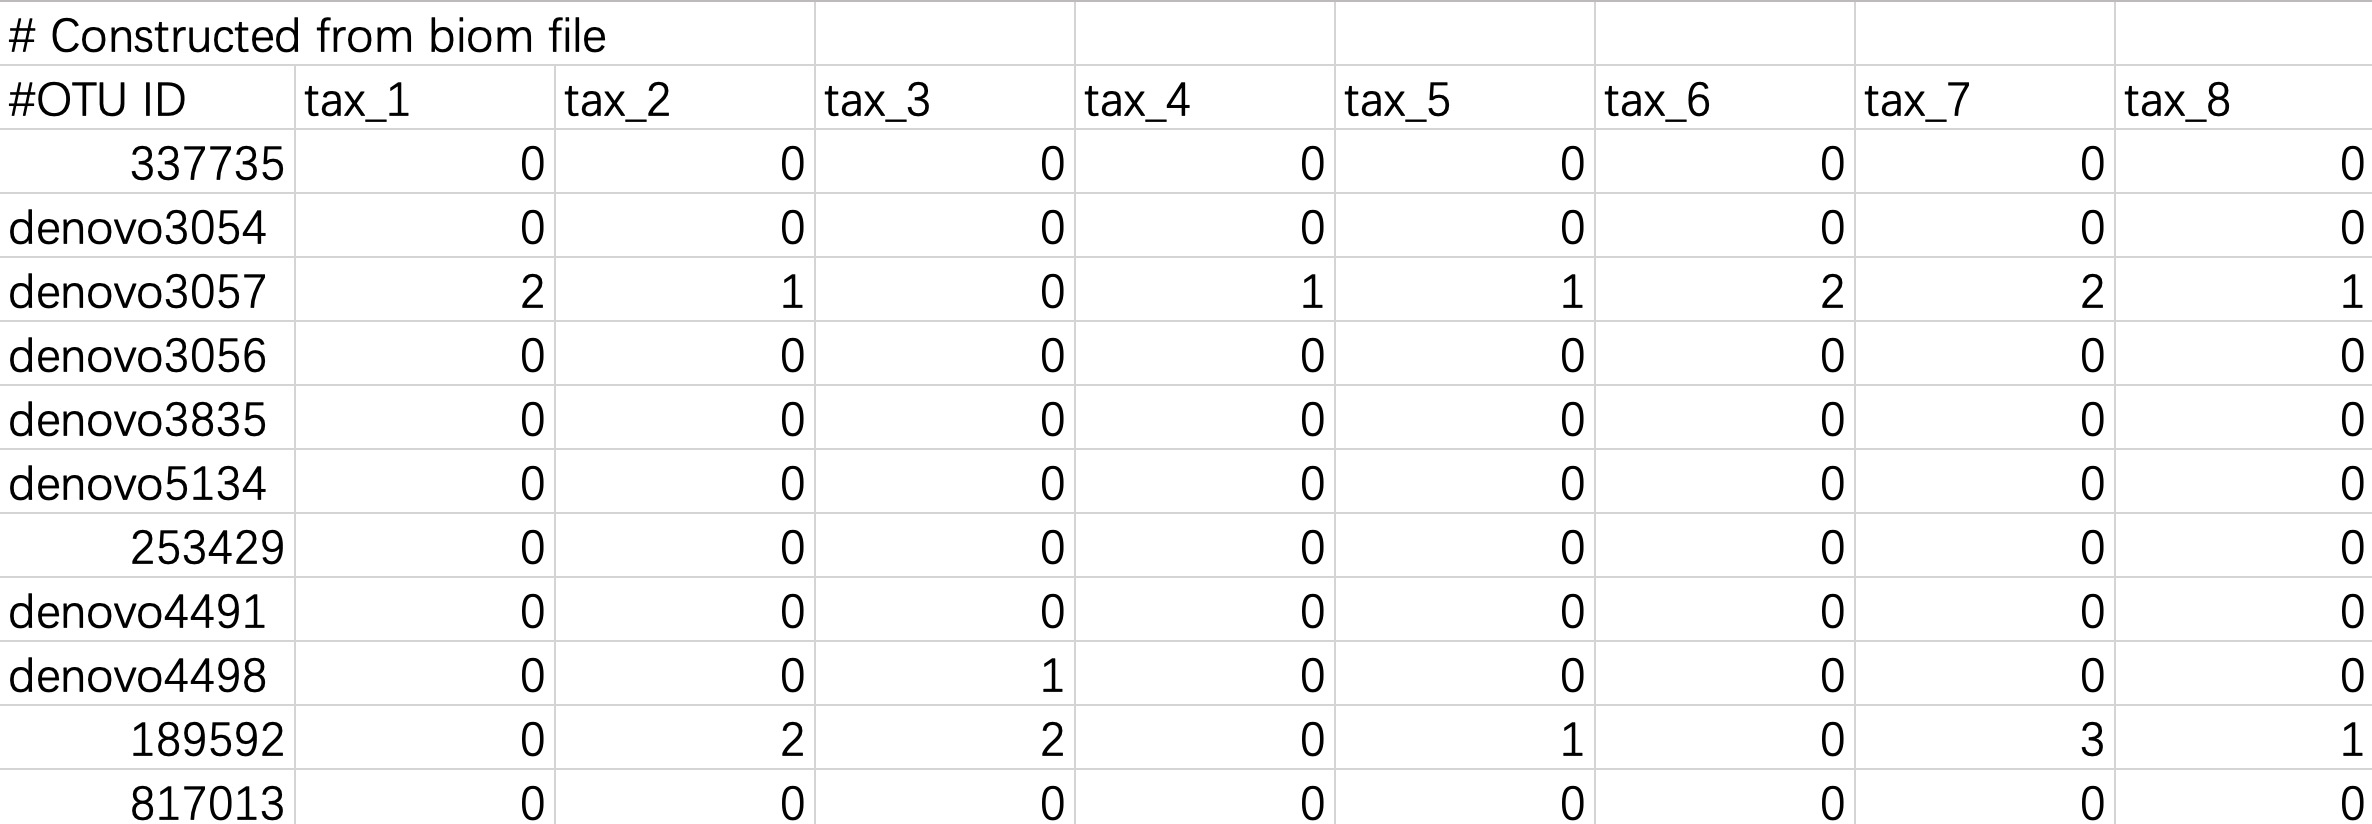 # Constructed from biom file
#OTU ID tax_1 tax_2 tax_3 tax_4 tax_5 tax_6 tax_7 tax_8
337735 0 0 0 0 0 0 0 0
denovo3054 0 0 0 0 0 0 0 0
denovo3057 2 1 0 1 1 2 2 1
denovo3056 0 0 0 0 0 0 0 0
denovo3835 0 0 0 0 0 0 0 0
denovo5134 0 0 0 0 0 0 0 0
253429 0 0 0 0 0 0 0 0
denovo4491 0 0 0 0 0 0 0 0
denovo4498 0 0 1 0 0 0 0 0
189592 0 2 2 0 1 0 3 1
817013 0 0 0 0 0 0 0 0